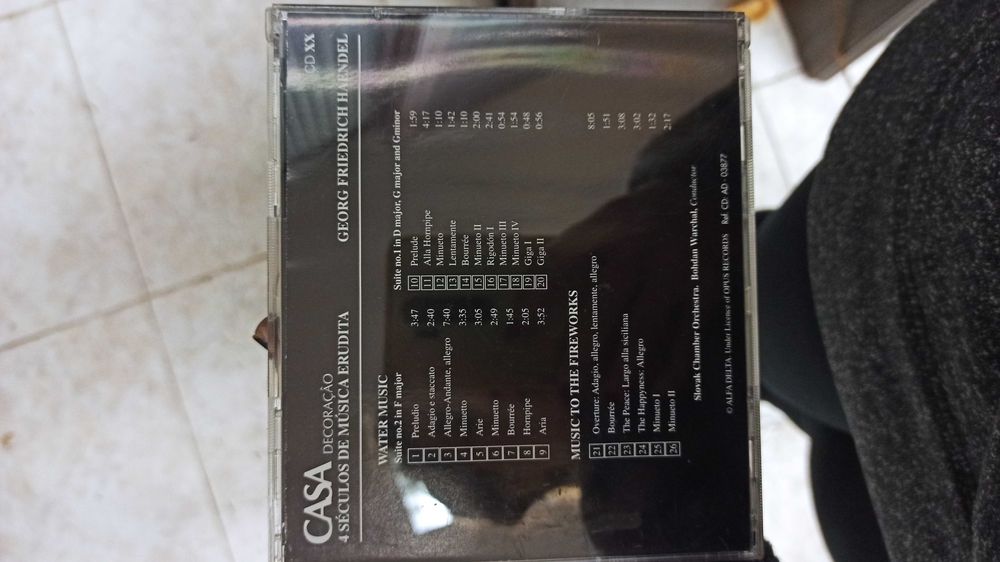 CASA DECORAÇÃO
4 SÉCULOS DE MÚSICA ERUDITA
CD XX
GEORG FRIEDRICH HAENDEL
WATER MUSIC
Suite no.2 in F major
1 Preludio 3:47
2 Adagio e staccato 2:40
3 Allegro-Andante, allegro 7:40
4 Minuetto 3:35
5 Arie 3:05
6 Minuetto 2:49
7 Bourrée 1:45
8 Hornpipe 2:05
9 Aria 3:52
Suite no.1 in D major, G major and Gminor
10 Prelude 1:59
11 Alla Hornpipe 4:17
12 Minueto 1:10
13 Lentamente 1:42
14 Bourrée 1:10
15 Minueto II 2:00
16 Rigodón I 2:41
17 Minueto III 0:54
18 Minueto IV 1:54
19 Giga I 0:48
20 Giga II 0:56
MUSIC TO THE FIREWORKS
21 Overture: Adagio, allegro, lentamente, allegro 8:05
22 Bourrée 1:51
23 The Peace: Largo alla siciliana 3:08
24 The Happyness: Allegro 3:02
25 Minueto I 1:32
26 Minueto II 2:17
Slovak Chamber Orchestra. Bohdan Warchal, Conductor
© ALFA DELTA Under Licence of OPUS RECORDS Ref. CD: AD - 03877